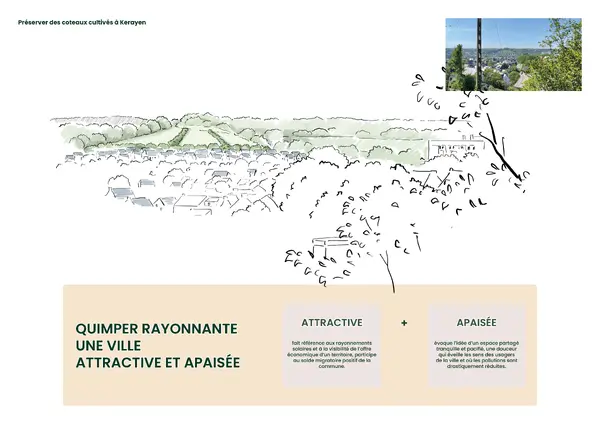 Préserver des coteaux cultivés à Kerayen
QUIMPER RAYONNANTE
UNE VILLE
ATTRACTIVE ET APAISÉE
ATTRACTIVE
fait référence aux rayonnements
solaires et à la visibilité de l'offre
économique d'un territoire, participe
au solde migratoire positif de la
commune.
+
APAISÉE
évoque l'idée d'un espace partagé
tranquille et pacifié, une douceur
qui éveille les sens des usagers
de la ville et où les pollutions sont
drastiquement réduites.